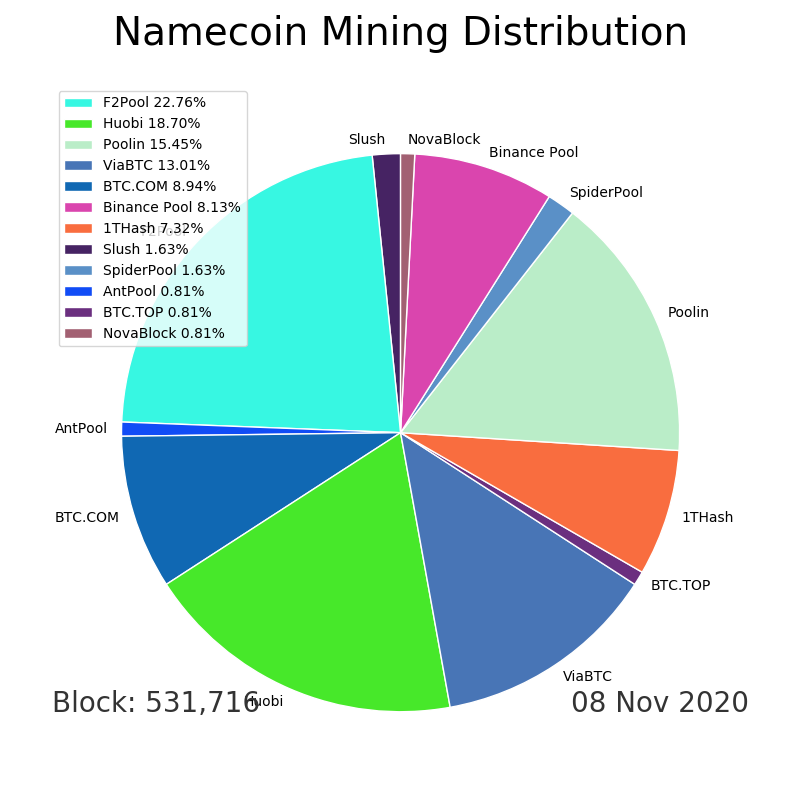 Namecoin Mining Distribution
F2Pool 22.76%
Huobi 18.70%
Poolin 15.45%
ViaBTC 13.01%
BTC.COM 8.94%
Binance Pool 8.13%
1THash 7.32%
Slush 1.63%
SpiderPool 1.63%
AntPool 0.81%
BTC.TOP 0.81%
NovaBlock 0.81%
Slush
NovaBlock
Binance Pool
SpiderPool
F2Pool
Poolin
AntPool
BTC.COM
1THash
BTC.TOP
ViaBTC
Huobi
Block: 531,716
08 Nov 2020